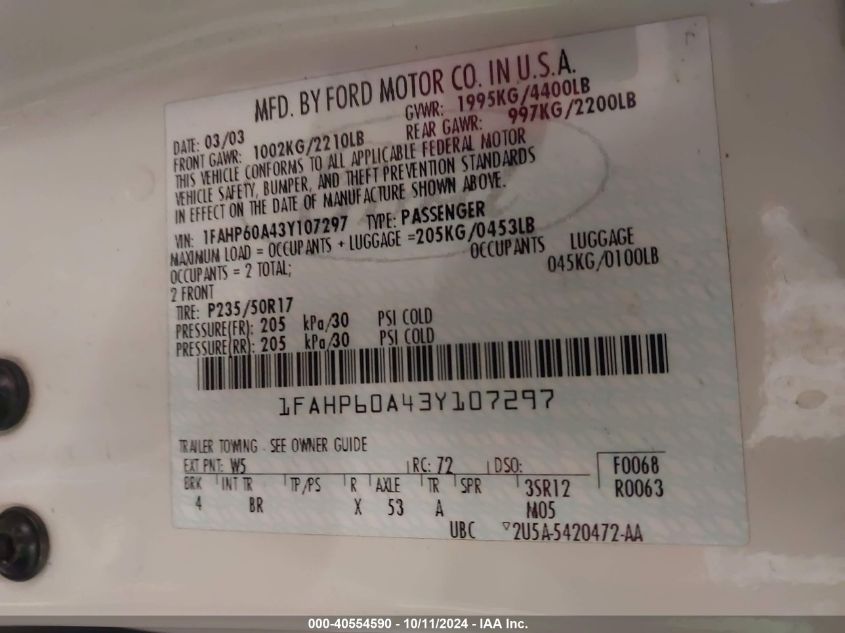 MFD. BY FORD MOTOR CO. IN U.S.A.
DATE: 03/03 GVWR: 1995KG/4400LB
FRONT GAWR: 1002KG/2210LB REAR GAWR: 997KG/2200LB
THIS VEHICLE CONFORMS TO ALL APPLICABLE FEDERAL MOTOR
VEHICLE SAFETY, BUMPER, AND THEFT PREVENTION STANDARDS
IN EFFECT ON THE DATE OF MANUFACTURE SHOWN ABOVE.
VIN: 1FAHP60A43Y107297 TYPE: PASSENGER
MAXIMUM LOAD = OCCUPANTS + LUGGAGE =205KG/0453LB
OCCUPANTS = 2 TOTAL; OCCUPANTS LUGGAGE
2 FRONT 045KG/0100LB
TIRE: P235/50R17
PRESSURE(FR): 205 kPa/30 PSI COLD
PRESSURE(RR): 205 kPa/30 PSI COLD
1FAHP60A43Y107297
TRAILER TOWING - SEE OWNER GUIDE
EXT PNT: W5 RC: 72 DSO: F0068
BRK INT TR TP/PS R AXLE TR SPR 3SR12 R0063
4 BR X 53 A M05
UBC 2U5A-5420472-AA
000-40554590 - 10/11/2024 - IAA Inc.